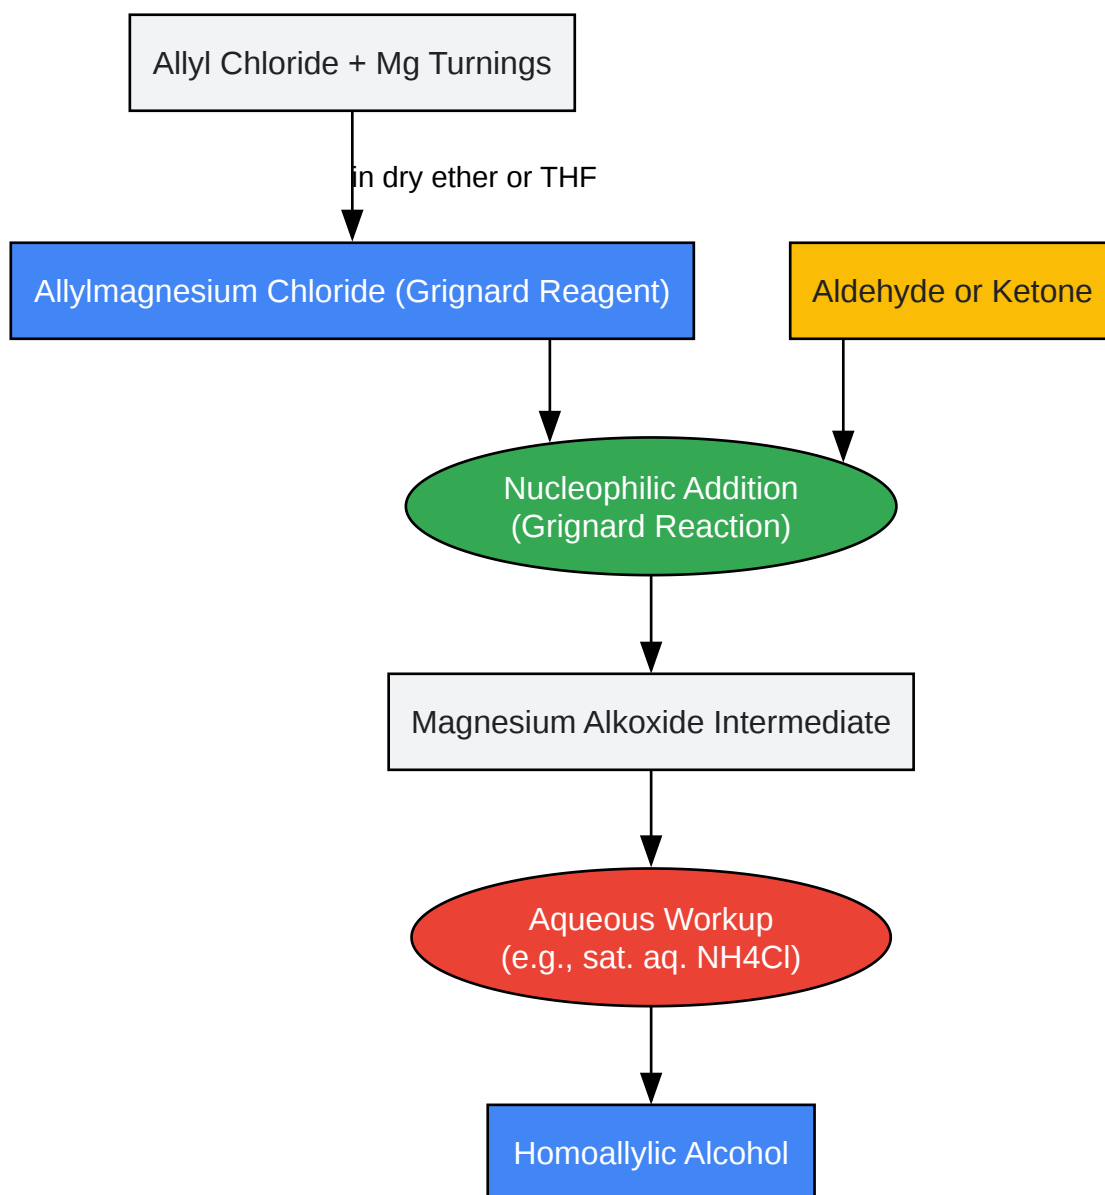 Allyl Chloride + Mg Turnings
in dry ether or THF
Allylmagnesium Chloride (Grignard Reagent)
Aldehyde or Ketone
Nucleophilic Addition
(Grignard Reaction)
Magnesium Alkoxide Intermediate
Aqueous Workup
(e.g., sat. aq. NH4Cl)
Homoallylic Alcohol